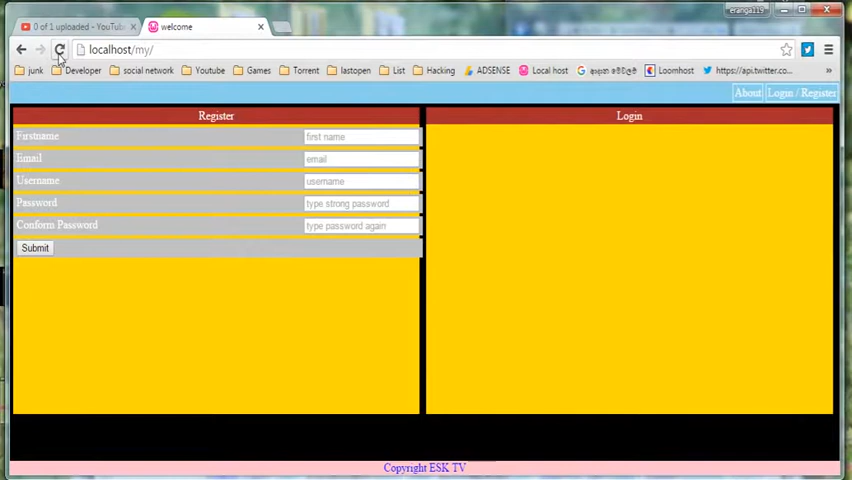 eranga119
0 of 1 uploaded - YouTub
welcome
localhost/my/
junk Developer social network Youtube Games Torrent lastopen List Hacking ADSENSE Local host Loomhost https://api.twitter.co... »
About Login / Register
Register Login
Firstname first name
Email email
Username username
Password type strong password
Conform Password type password again
Submit
Copyright ESK TV